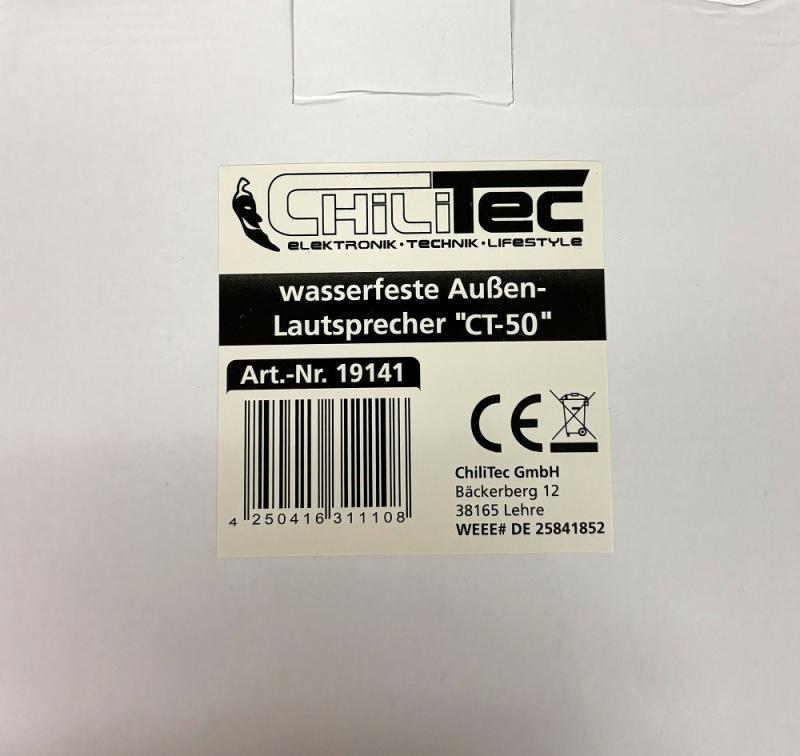 CHiLiTEC
ELEKTRONIK · TECHNIK · LIFESTYLE
wasserfeste Außen-
Lautsprecher "CT-50"
Art.-Nr. 19141
CE
4 250416 311108
ChiliTec GmbH
Bäckerberg 12
38165 Lehre
WEEE# DE 25841852